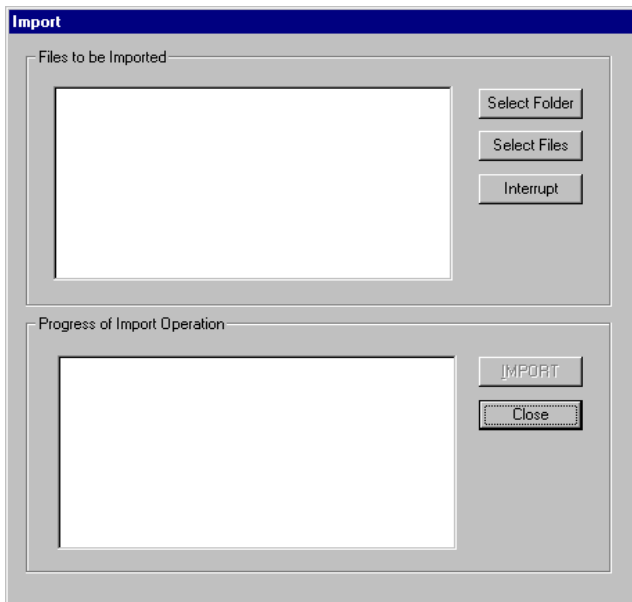 Import
Files to be Imported
Select Folder
Select Files
Interrupt
Progress of Import Operation
IMPORT
Close